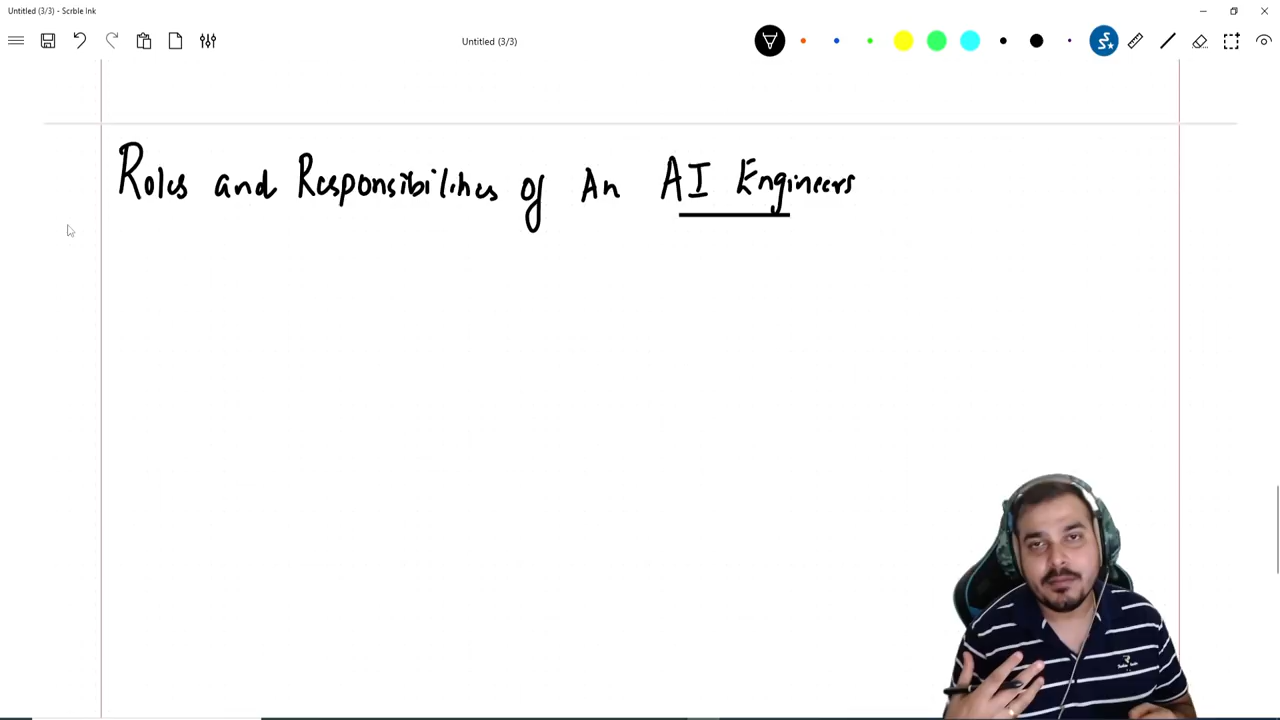 Untitled (3/3) - Scrble Ink
Untitled (3/3)
Roles and Responsibilities of An AI Engineers